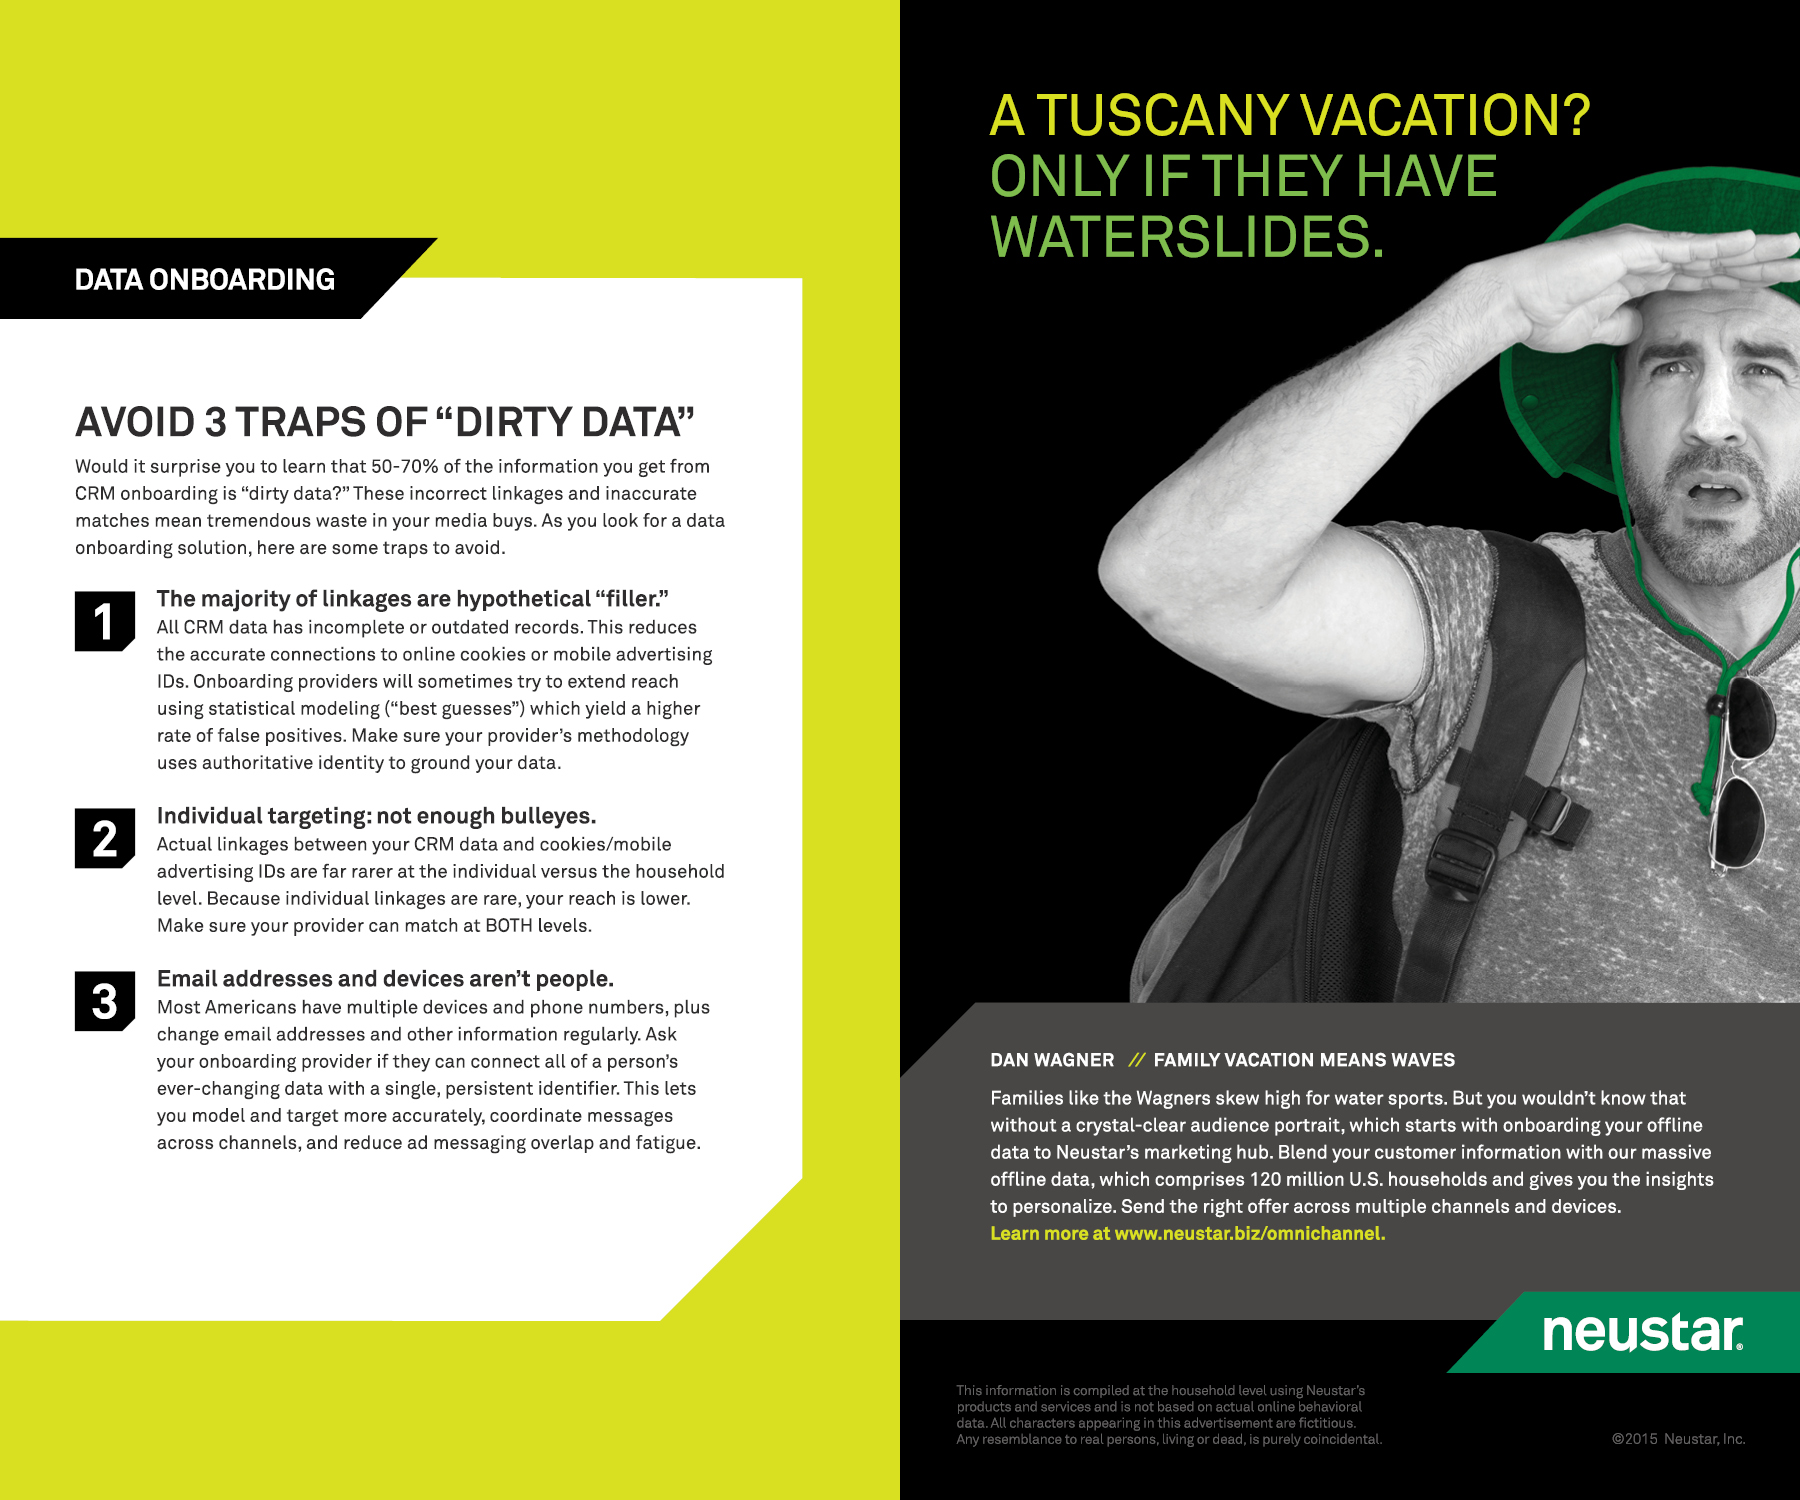 DATA ONBOARDING
AVOID 3 TRAPS OF “DIRTY DATA”
Would it surprise you to learn that 50-70% of the information you get from
CRM onboarding is “dirty data?” These incorrect linkages and inaccurate
matches mean tremendous waste in your media buys. As you look for a data
onboarding solution, here are some traps to avoid.
1
The majority of linkages are hypothetical “filler.”
All CRM data has incomplete or outdated records. This reduces
the accurate connections to online cookies or mobile advertising
IDs. Onboarding providers will sometimes try to extend reach
using statistical modeling (“best guesses”) which yield a higher
rate of false positives. Make sure your provider’s methodology
uses authoritative identity to ground your data.
2
Individual targeting: not enough bulleyes.
Actual linkages between your CRM data and cookies/mobile
advertising IDs are far rarer at the individual versus the household
level. Because individual linkages are rare, your reach is lower.
Make sure your provider can match at BOTH levels.
3
Email addresses and devices aren’t people.
Most Americans have multiple devices and phone numbers, plus
change email addresses and other information regularly. Ask
your onboarding provider if they can connect all of a person’s
ever-changing data with a single, persistent identifier. This lets
you model and target more accurately, coordinate messages
across channels, and reduce ad messaging overlap and fatigue.
A TUSCANY VACATION?
ONLY IF THEY HAVE
WATERSLIDES.
DAN WAGNER // FAMILY VACATION MEANS WAVES
Families like the Wagners skew high for water sports. But you wouldn’t know that
without a crystal-clear audience portrait, which starts with onboarding your offline
data to Neustar’s marketing hub. Blend your customer information with our massive
offline data, which comprises 120 million U.S. households and gives you the insights
to personalize. Send the right offer across multiple channels and devices.
Learn more at www.neustar.biz/omnichannel.
neustar®
This information is compiled at the household level using Neustar’s
products and services and is not based on actual online behavioral
data. All characters appearing in this advertisement are fictitious.
Any resemblance to real persons, living or dead, is purely coincidental.
©2015 Neustar, Inc.